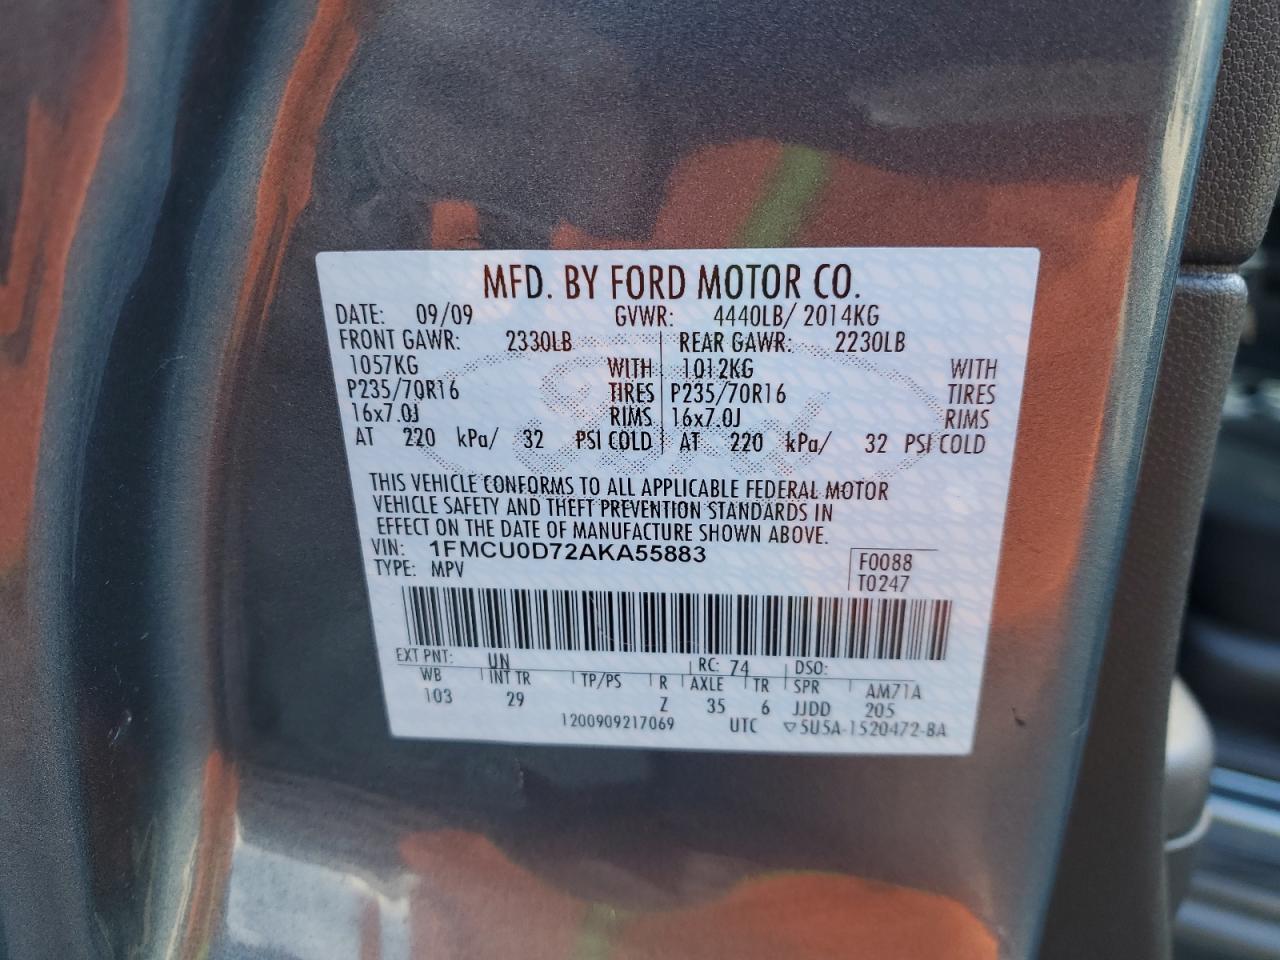 MFD. BY FORD MOTOR CO.
DATE: 09/09 GVWR: 4440LB/ 2014KG
FRONT GAWR: 2330LB REAR GAWR: 2230LB
1057KG WITH 1012KG WITH
P235/70R16 TIRES P235/70R16 TIRES
16x7.0J RIMS 16x7.0J RIMS
AT 220 kPa/ 32 PSI COLD AT 220 kPa/ 32 PSI COLD
THIS VEHICLE CONFORMS TO ALL APPLICABLE FEDERAL MOTOR
VEHICLE SAFETY AND THEFT PREVENTION STANDARDS IN
EFFECT ON THE DATE OF MANUFACTURE SHOWN ABOVE.
VIN: 1FMCU0D72AKA55883 F0088
TYPE: MPV T0247
EXT PNT: UN RC: 74 DSO:
WB INT TR TP/PS R AXLE TR SPR AM71A
103 29 Z 35 6 JJDD 205
1200909217069 UTC ▽5U5A-1520472-BA